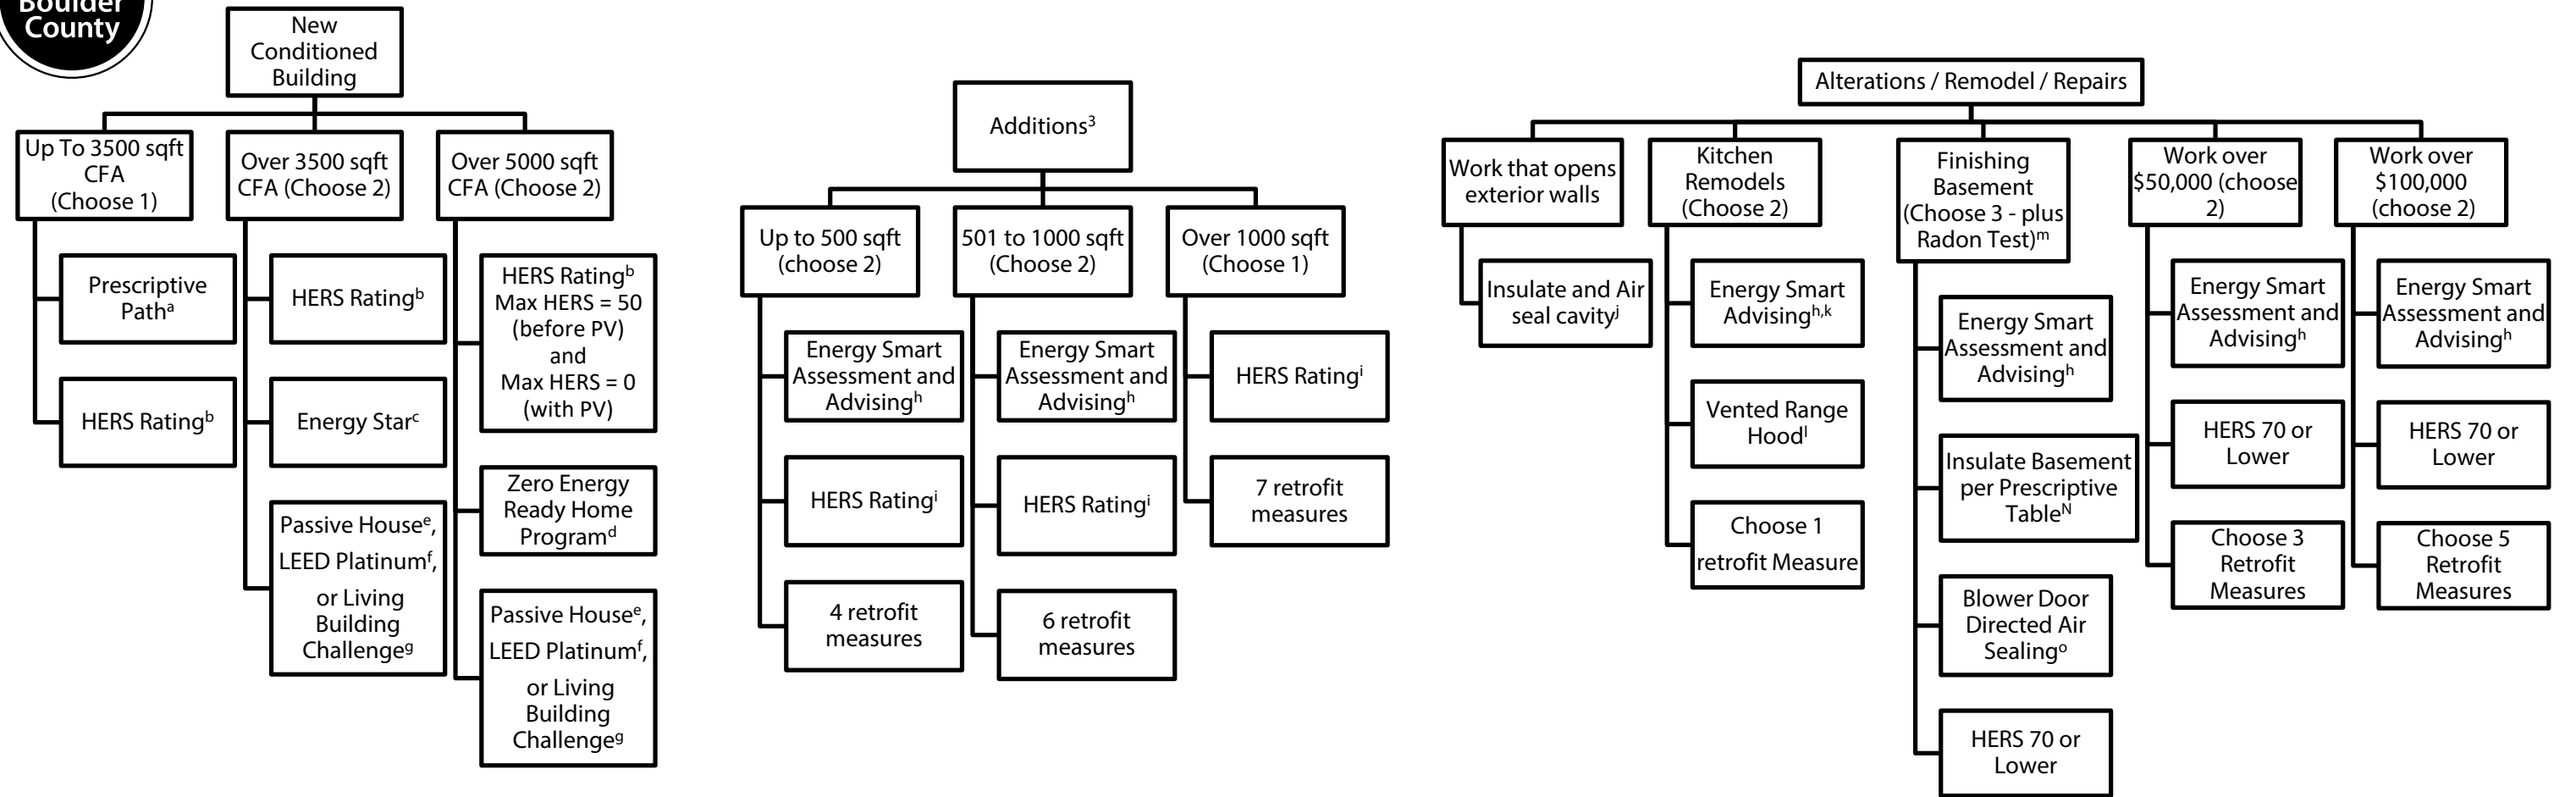 Boulder
County
New
Conditioned
Building
Up To 3500 sqft
CFA
(Choose 1)
Prescriptive
Pathᵃ
HERS Ratingᵇ
Over 3500 sqft
CFA (Choose 2)
HERS Ratingᵇ
Energy Starᶜ
Passive Houseᵉ,
LEED Platinumᶠ,
or Living
Building
Challengeᵍ
Over 5000 sqft
CFA (Choose 2)
HERS Ratingᵇ
Max HERS = 50
(before PV)
and
Max HERS = 0
(with PV)
Zero Energy
Ready Home
Programᵈ
Passive Houseᵉ,
LEED Platinumᶠ,
or Living
Building
Challengeᵍ
Additions³
Up to 500 sqft
(choose 2)
Energy Smart
Assessment and
Advisingʰ
HERS Ratingⁱ
4 retrofit
measures
501 to 1000 sqft
(Choose 2)
Energy Smart
Assessment and
Advisingʰ
HERS Ratingⁱ
6 retrofit
measures
Over 1000 sqft
(Choose 1)
HERS Ratingⁱ
7 retrofit
measures
Alterations / Remodel / Repairs
Work that opens
exterior walls
Insulate and Air
seal cavityʲ
Kitchen
Remodels
(Choose 2)
Energy Smart
Advisingʰ,ᵏ
Vented Range
Hoodˡ
Choose 1
retrofit Measure
Finishing
Basement
(Choose 3 - plus
Radon Test)ᵐ
Energy Smart
Assessment and
Advisingʰ
Insulate Basement
per Prescriptive
Tableᴺ
Blower Door
Directed Air
Sealingᵒ
HERS 70 or
Lower
Work over
$50,000 (choose
2)
Energy Smart
Assessment and
Advisingʰ
HERS 70 or
Lower
Choose 3
Retrofit
Measures
Work over
$100,000
(choose 2)
Energy Smart
Assessment and
Advisingʰ
HERS 70 or
Lower
Choose 5
Retrofit
Measures